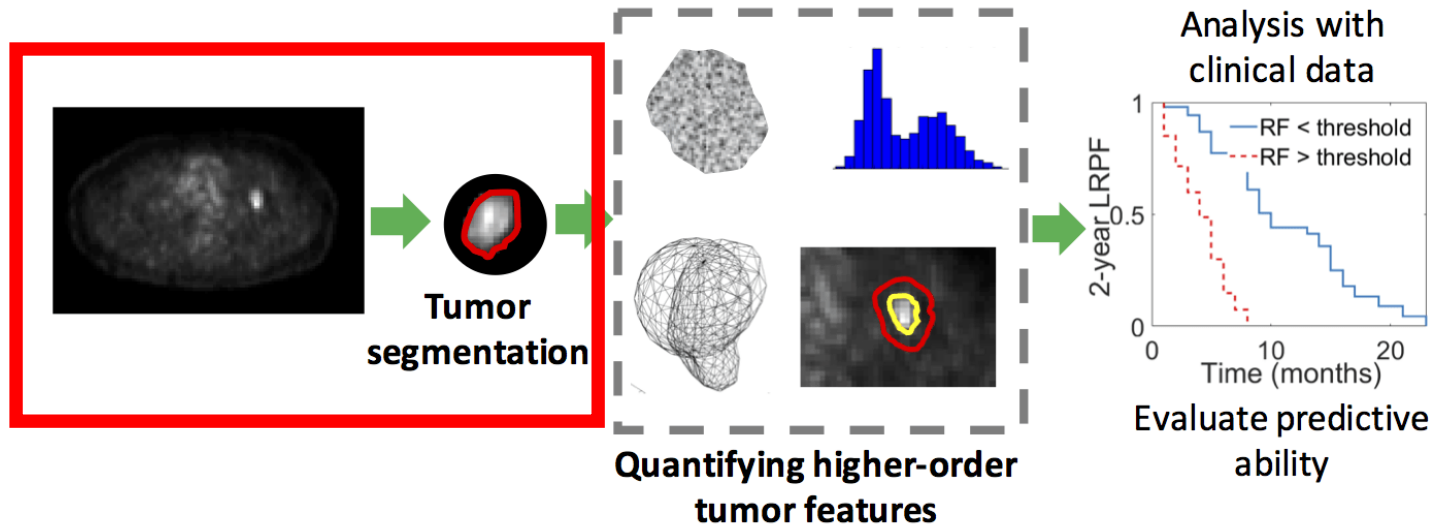 Tumor
segmentation
Quantifying higher-order
tumor features
Analysis with
clinical data
1
0.5
0
2-year LRPF
RF < threshold
RF > threshold
0 10 20
Time (months)
Evaluate predictive
ability